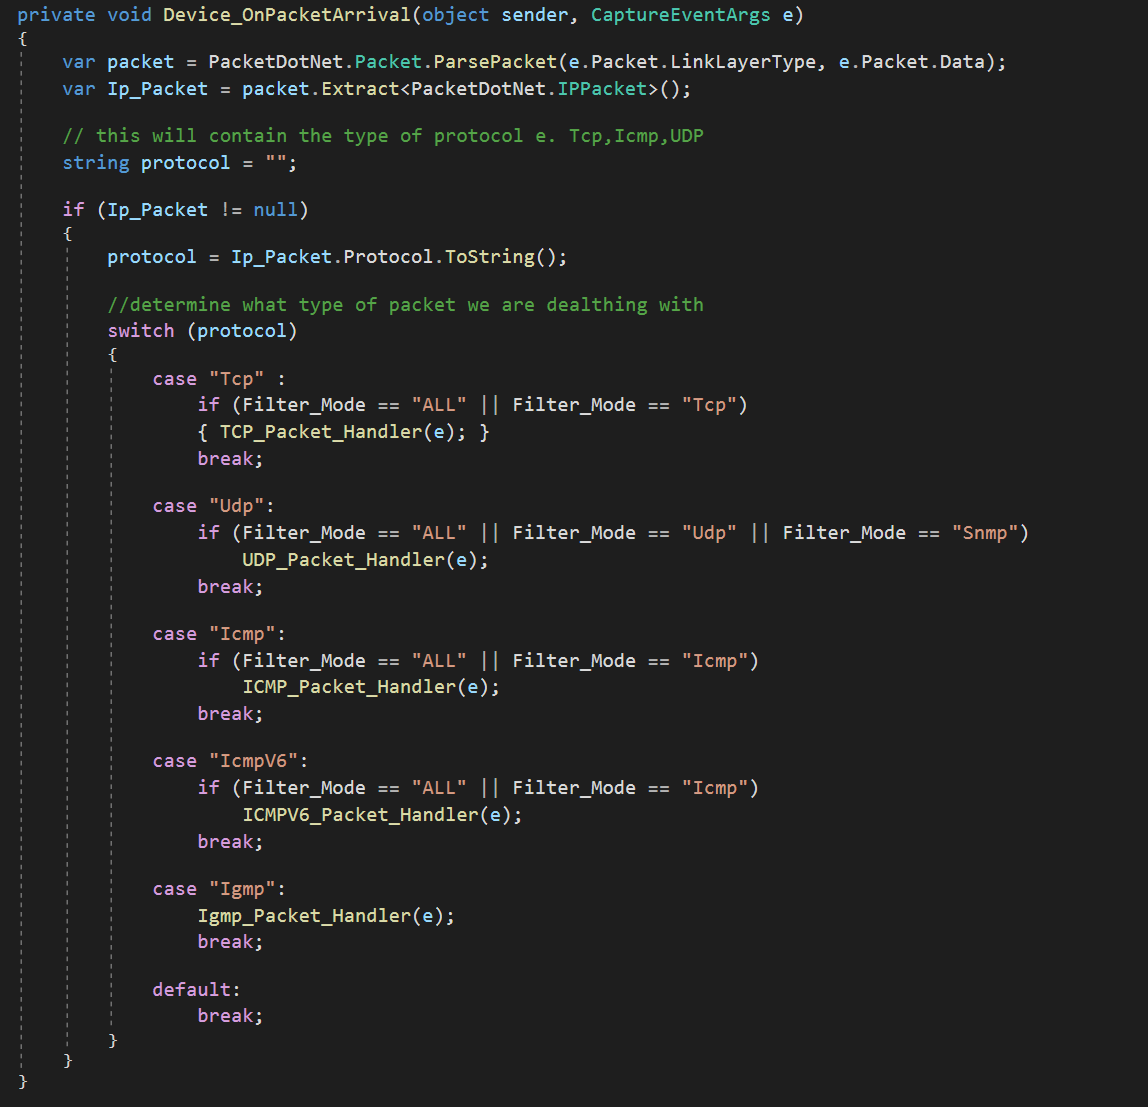 private void Device_OnPacketArrival(object sender, CaptureEventArgs e)
{
    var packet = PacketDotNet.Packet.ParsePacket(e.Packet.LinkLayerType, e.Packet.Data);
    var Ip_Packet = packet.Extract<PacketDotNet.IPPacket>();

    // this will contain the type of protocol e. Tcp,Icmp,UDP
    string protocol = "";

    if (Ip_Packet != null)
    {
        protocol = Ip_Packet.Protocol.ToString();

        //determine what type of packet we are dealthing with
        switch (protocol)
        {
            case "Tcp" :
                if (Filter_Mode == "ALL" || Filter_Mode == "Tcp")
                { TCP_Packet_Handler(e); }
                break;

            case "Udp":
                if (Filter_Mode == "ALL" || Filter_Mode == "Udp" || Filter_Mode == "Snmp")
                    UDP_Packet_Handler(e);
                break;

            case "Icmp":
                if (Filter_Mode == "ALL" || Filter_Mode == "Icmp")
                    ICMP_Packet_Handler(e);
                break;

            case "IcmpV6":
                if (Filter_Mode == "ALL" || Filter_Mode == "Icmp")
                    ICMPV6_Packet_Handler(e);
                break;

            case "Igmp":
                Igmp_Packet_Handler(e);
                break;

            default:
                break;
        }
    }
}